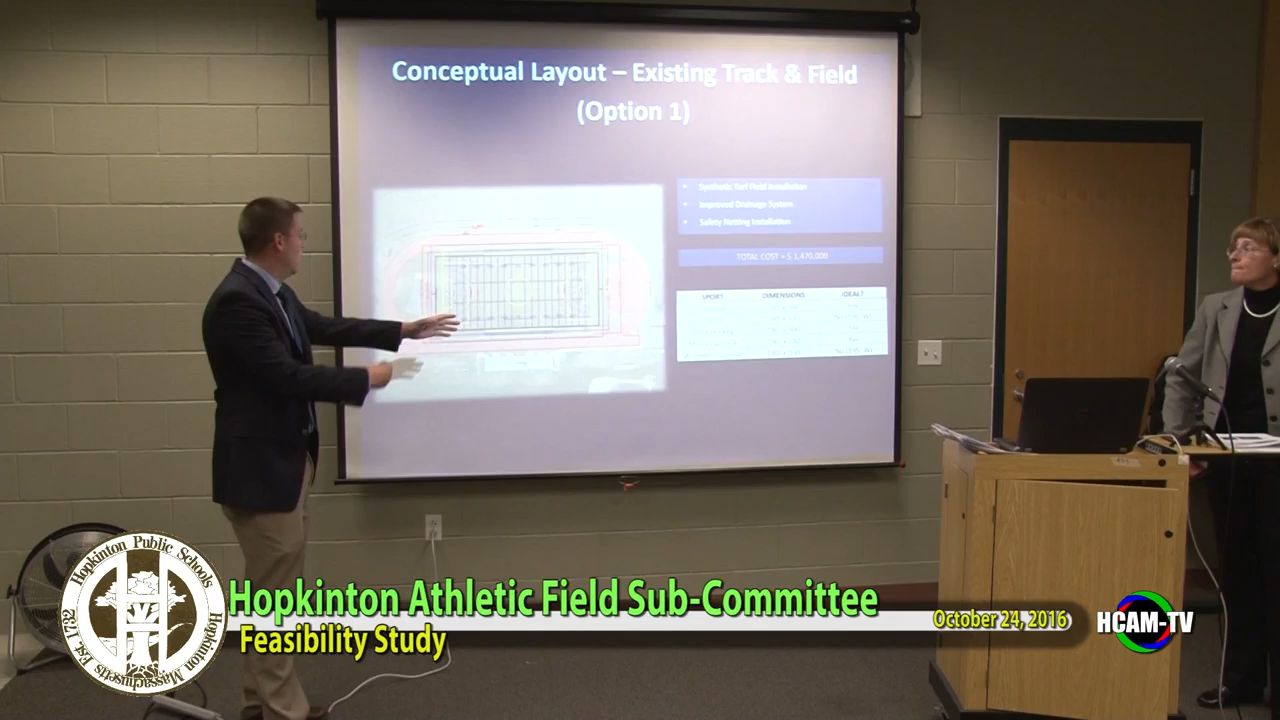 Conceptual Layout – Existing Track & Field
(Option 1)
• Synthetic Turf Field Installation
• Improved Drainage System
• Safety Netting Installation
TOTAL COST = $ 1,470,000
SPORT DIMENSIONS IDEAL?
Hopkinton Public Schools
Hopkinton Massachusetts Est. 1732
H
Hopkinton Athletic Field Sub-Committee
Feasibility Study
October 24, 2016
HCAM-TV